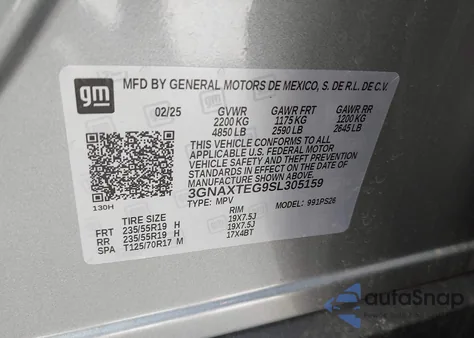 gm MFD BY GENERAL MOTORS DE MEXICO, S. DE R.L. DE C.V.
02/25 GVWR GAWR FRT GAWR RR
2200 KG 1175 KG 1200 KG
4850 LB 2590 LB 2645 LB
THIS VEHICLE CONFORMS TO ALL
APPLICABLE U.S. FEDERAL MOTOR
VEHICLE SAFETY AND THEFT PREVENTION
STANDARDS IN EFFECT ON THE DATE OF
MANUFACTURE SHOWN ABOVE.
3GNAXTEG9SL305159
130H TYPE: MPV MODEL: 991PS26
TIRE SIZE RIM
FRT 235/55R19 H 19X7.5J
RR 235/55R19 H 19X7.5J
SPA T125/70R17 M 17X4BT
autaSnap